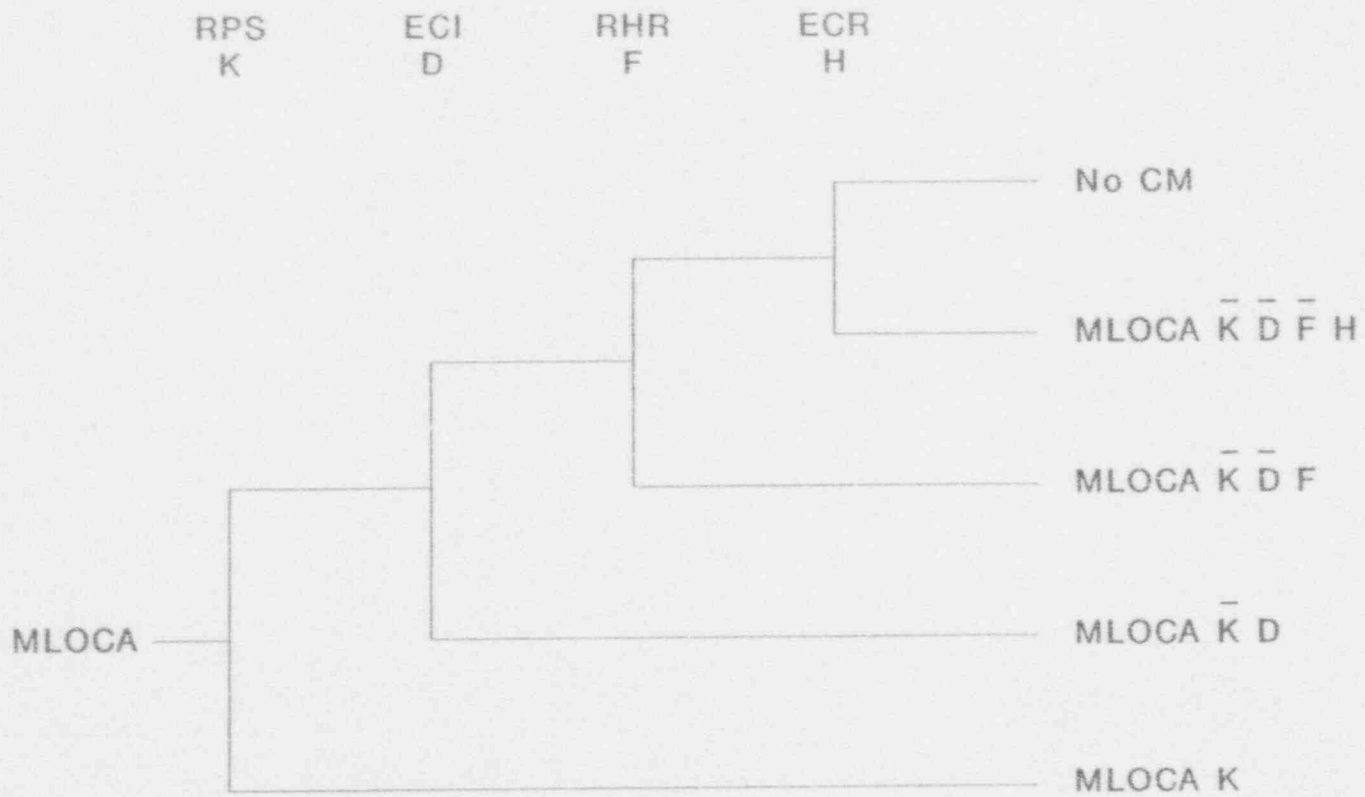 RPS ECI RHR ECR
K D F H
No CM
MLOCA K̅ D̅ F̅ H
MLOCA K̅ D̅ F
MLOCA K̅ D
MLOCA
MLOCA K